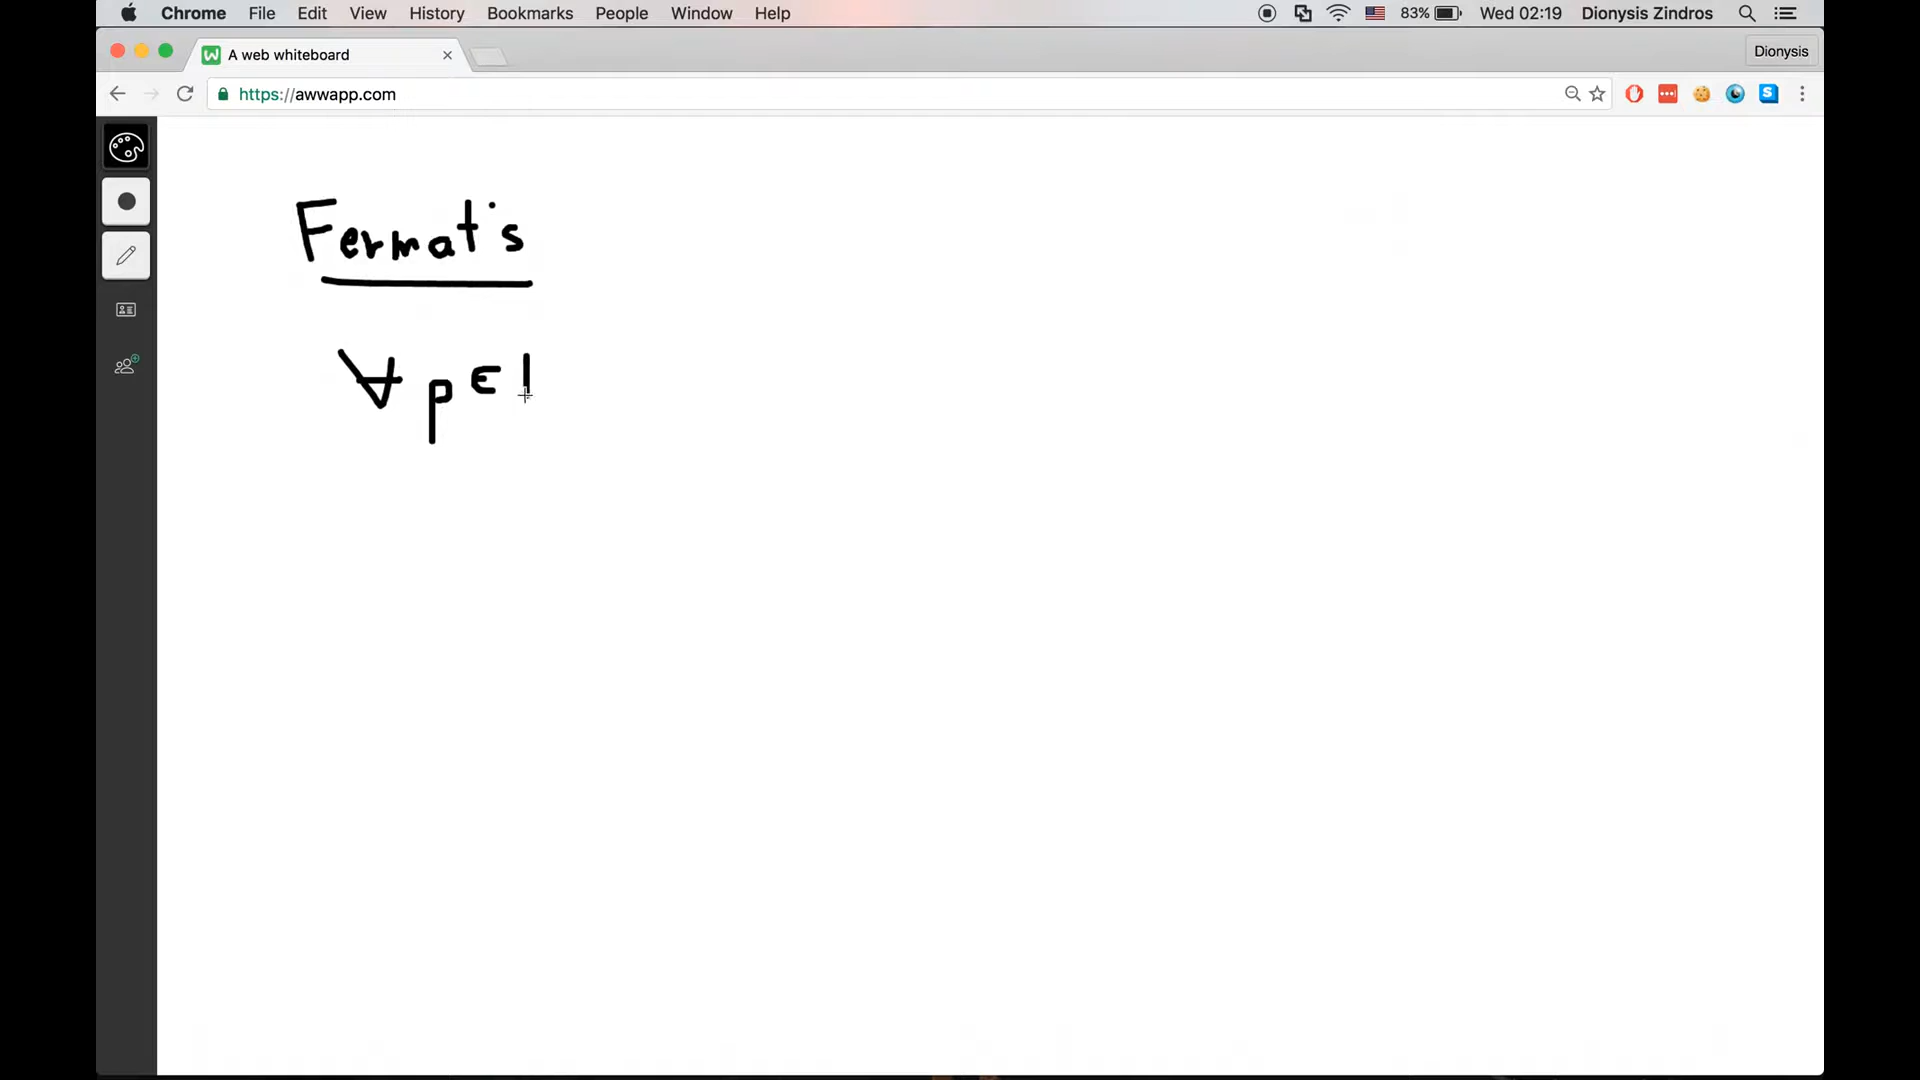 Chrome File Edit View History Bookmarks People Window Help 83% Wed 02:19 Dionysis Zindros
A web whiteboard Dionysis
https://awwapp.com
Fermat's
∀ p ∈